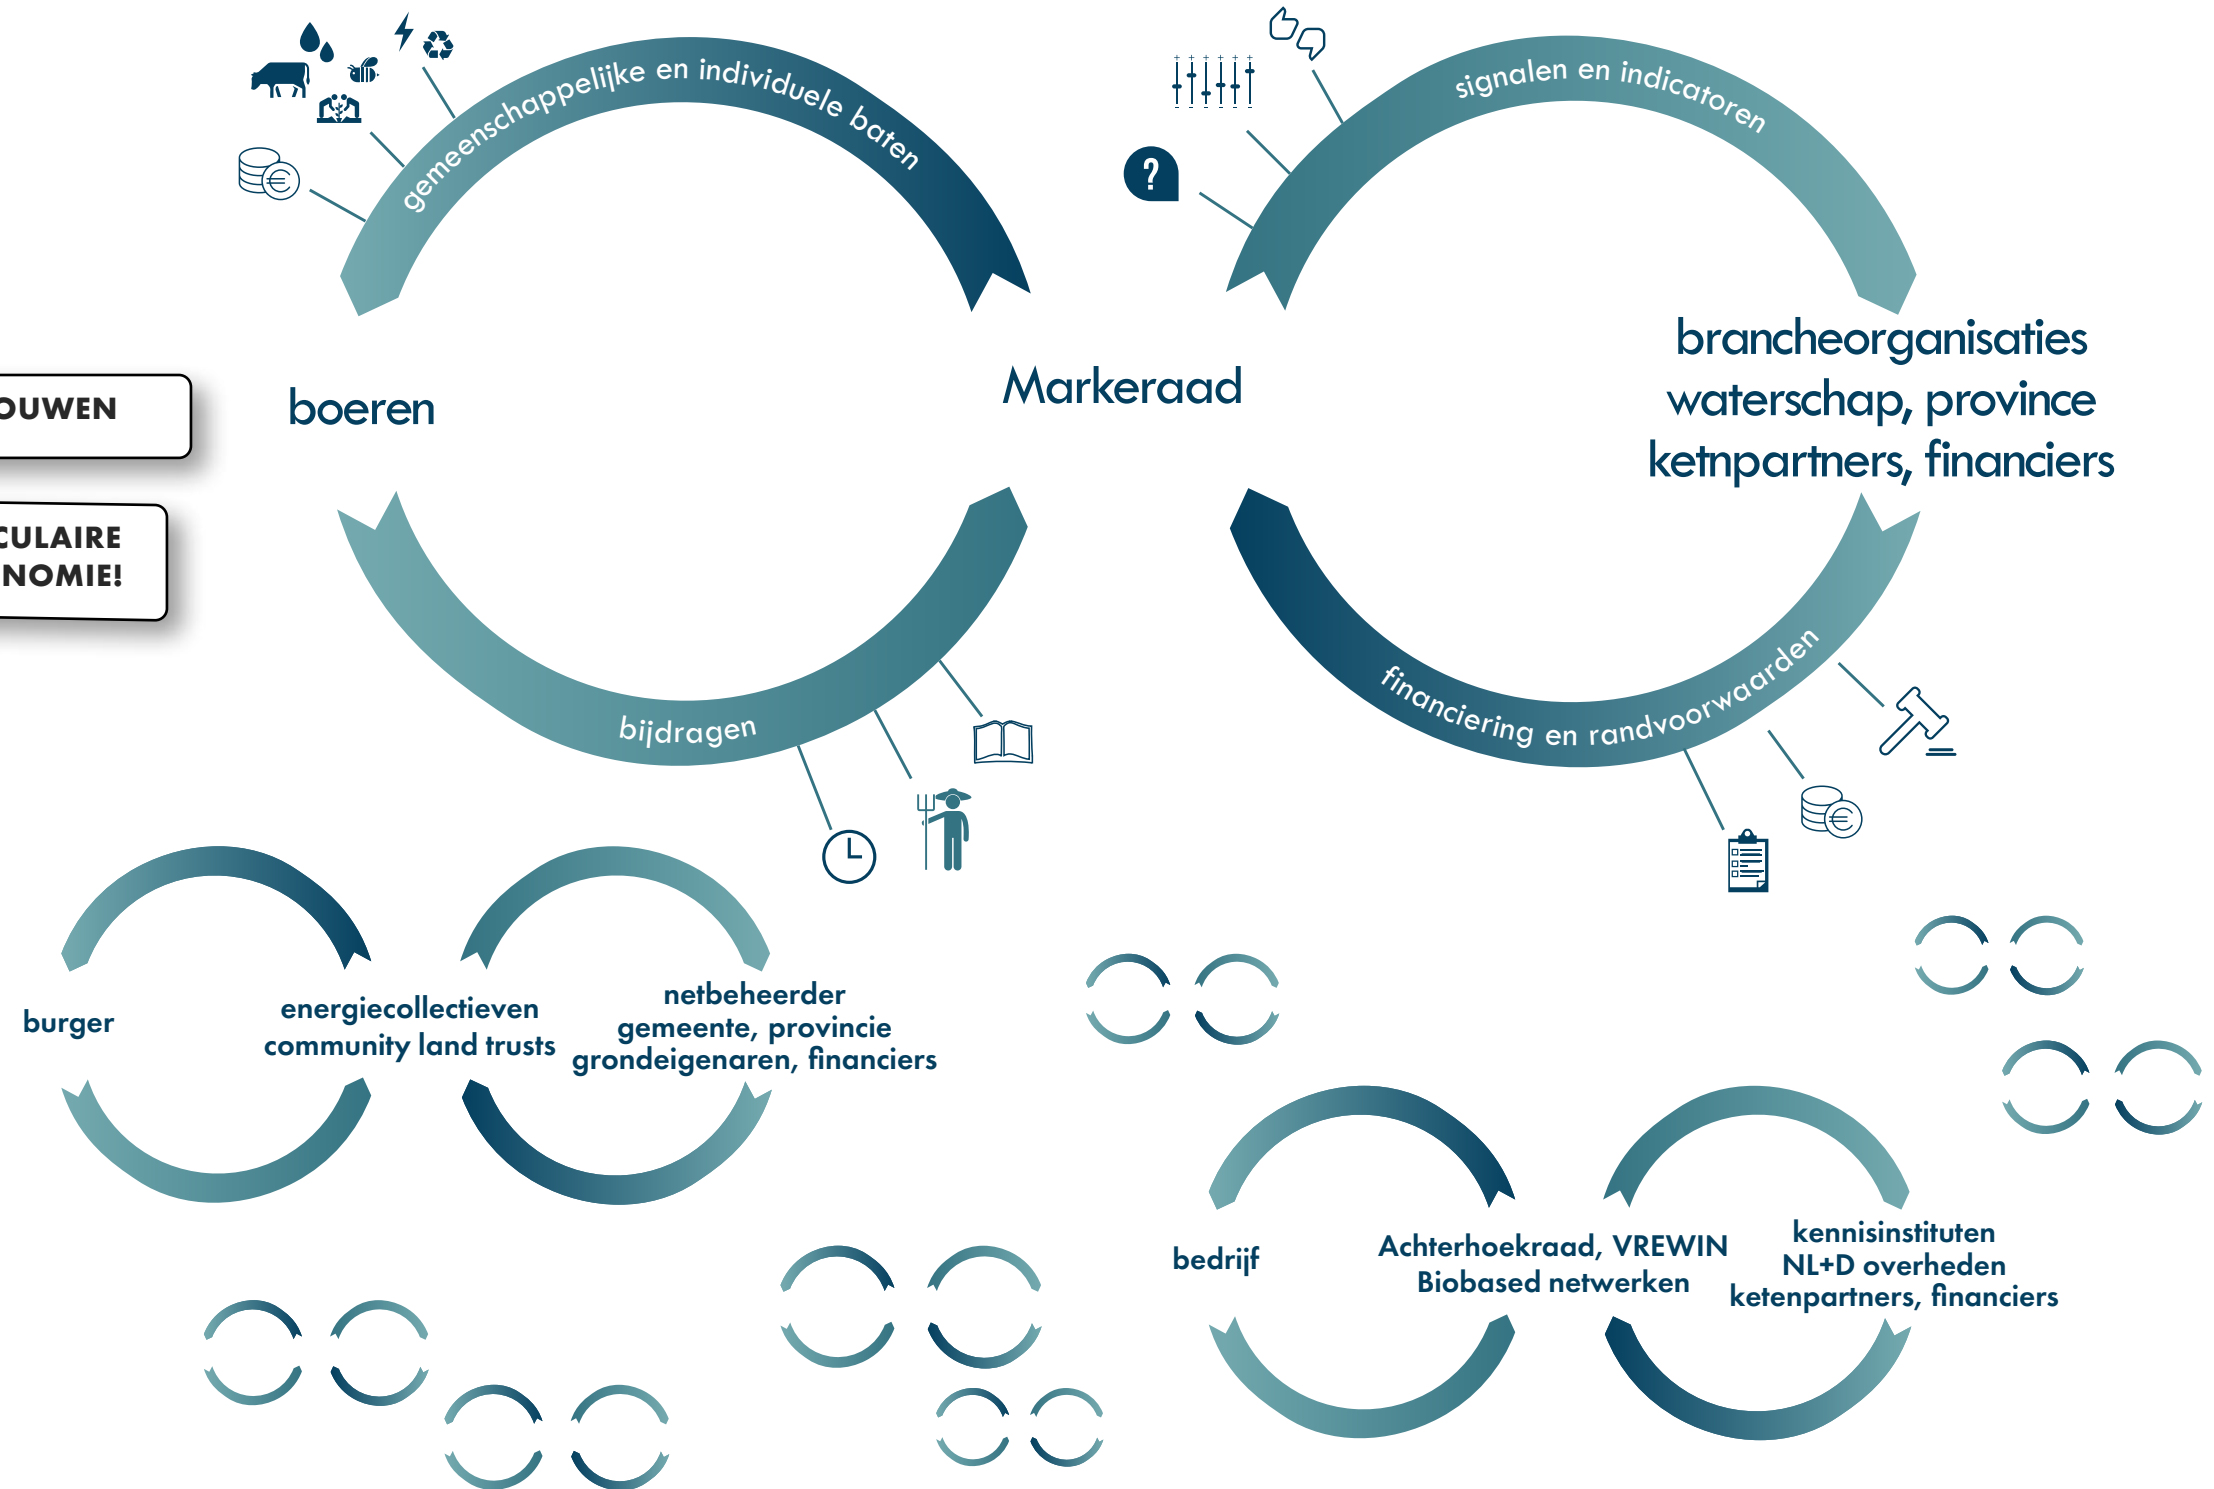 gemeenschappelijke en individuele baten
signalen en indicatoren
?
boeren
Markeraad
brancheorganisaties
waterschap, province
ketnpartners, financiers
OUWEN
CULAIRE
NOMIE!
bijdragen
financiering en randvoorwaarden
burger
energiecollectieven
community land trusts
netbeheerder
gemeente, provincie
grondeigenaren, financiers
bedrijf
Achterhoekraad, VREWIN
Biobased netwerken
kennisinstituten
NL+D overheden
ketenpartners, financiers